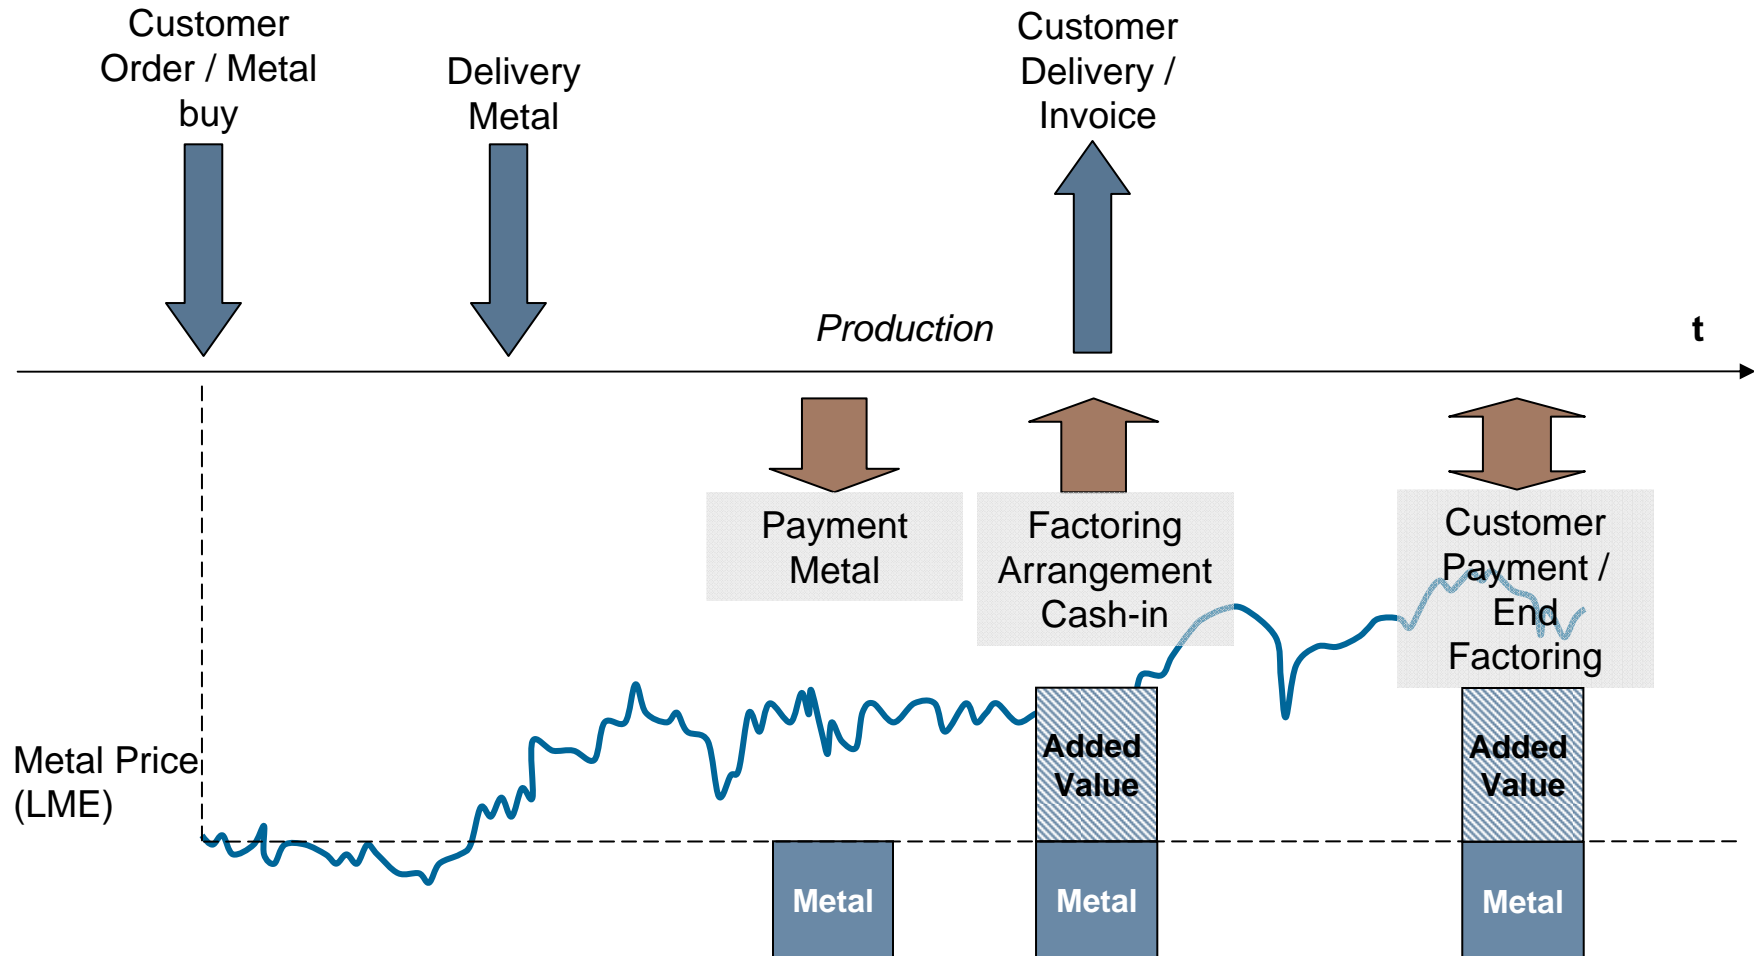 Customer
Order / Metal
buy
Delivery
Metal
Customer
Delivery /
Invoice
Production
t
Payment
Metal
Factoring
Arrangement
Cash-in
Customer
Payment /
End
Factoring
Metal Price
(LME)
Added
Value
Added
Value
Metal
Metal
Metal